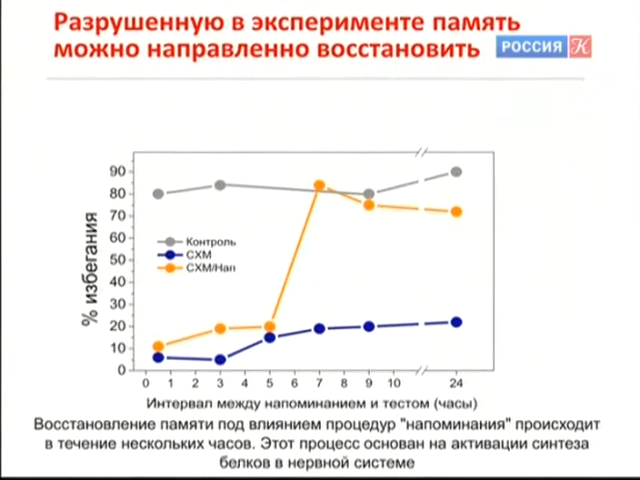 Разрушенную в эксперименте память
можно направленно восстановить
РОССИЯ К
90
80
70
60
50
40
30
20
10
0
% избегания
Контроль
СХМ
СХМ/Нап
0 1 2 3 4 5 6 7 8 9 10 24
Интервал между напоминанием и тестом (часы)
Восстановление памяти под влиянием процедур "напоминания" происходит
в течение нескольких часов. Этот процесс основан на активации синтеза
белков в нервной системе